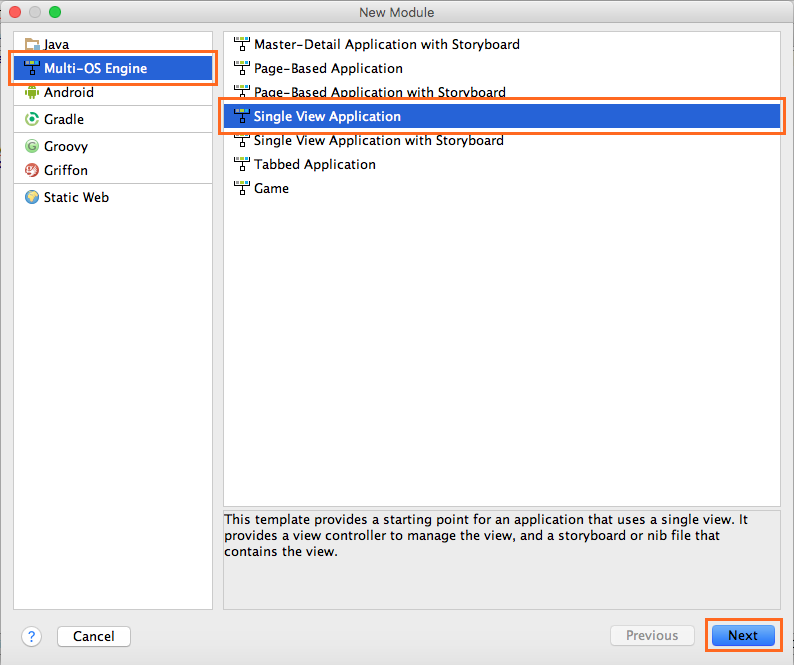 New Module
Java
Multi-OS Engine
Android
Gradle
Groovy
Griffon
Static Web
Master-Detail Application with Storyboard
Page-Based Application
Page-Based Application with Storyboard
Single View Application
Single View Application with Storyboard
Tabbed Application
Game
This template provides a starting point for an application that uses a single view. It
provides a view controller to manage the view, and a storyboard or nib file that
contains the view.
?
Cancel
Previous
Next